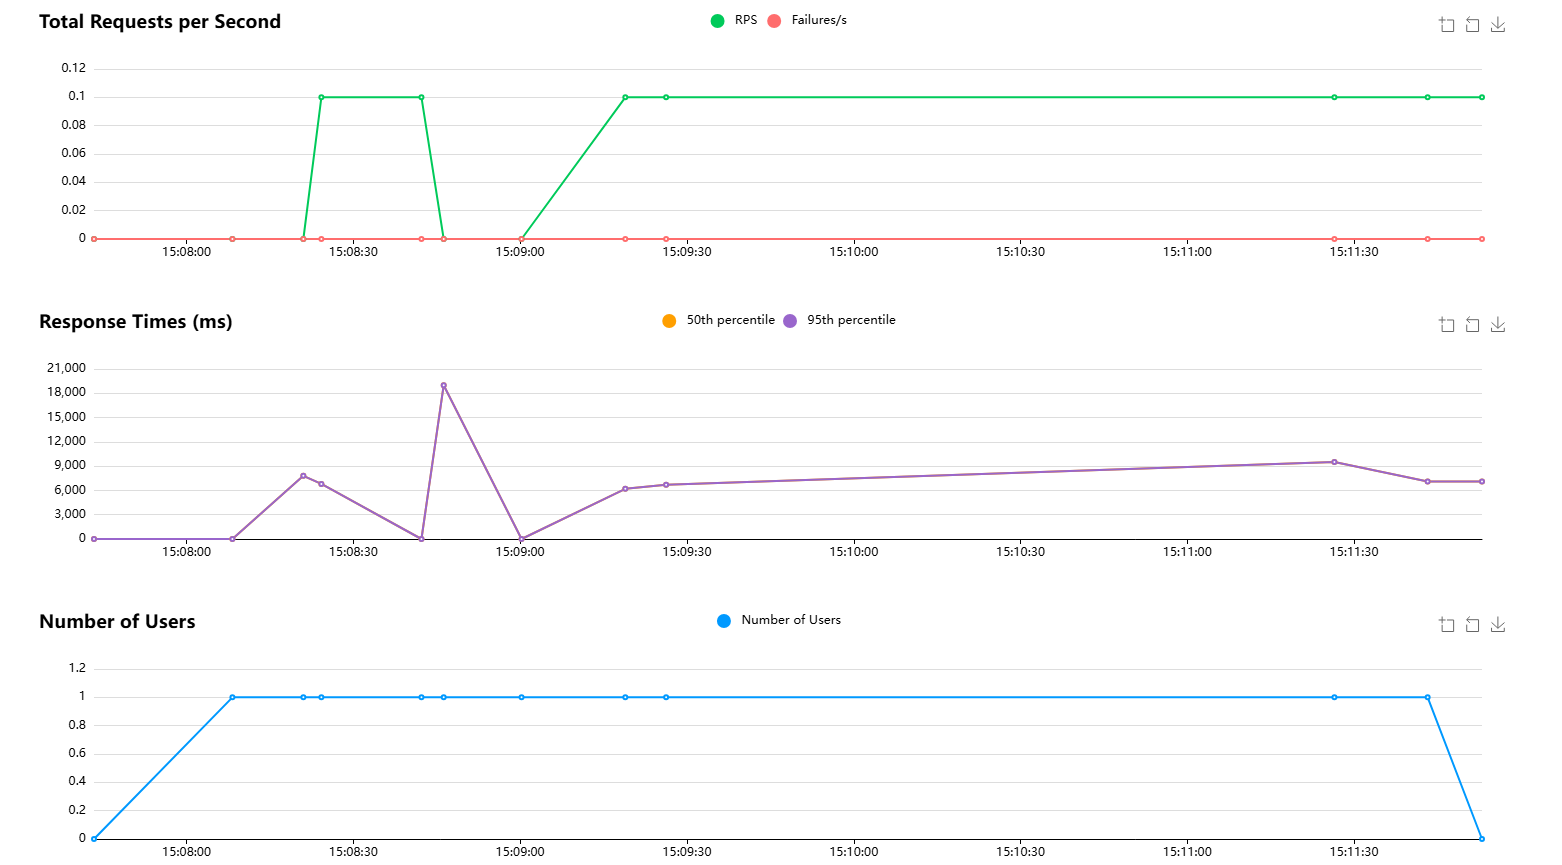 Total Requests per Second
RPS Failures/s
0.12
0.1
0.08
0.06
0.04
0.02
0
15:08:00 15:08:30 15:09:00 15:09:30 15:10:00 15:10:30 15:11:00 15:11:30
Response Times (ms)
50th percentile 95th percentile
21,000
18,000
15,000
12,000
9,000
6,000
3,000
0
15:08:00 15:08:30 15:09:00 15:09:30 15:10:00 15:10:30 15:11:00 15:11:30
Number of Users
Number of Users
1.2
1
0.8
0.6
0.4
0.2
0
15:08:00 15:08:30 15:09:00 15:09:30 15:10:00 15:10:30 15:11:00 15:11:30